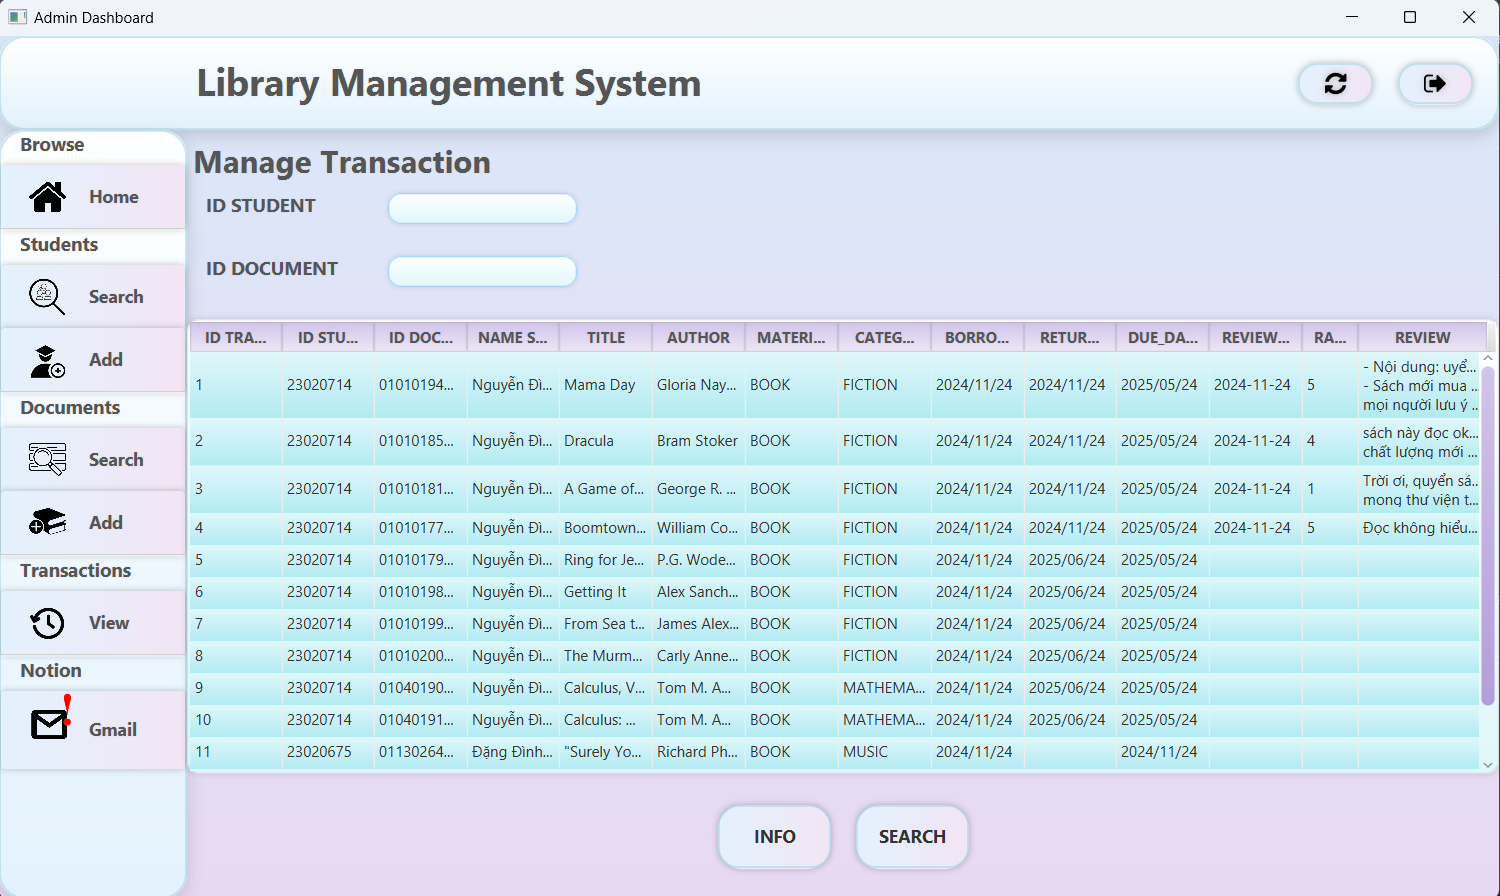 Admin Dashboard
Library Management System
Browse
Home
Students
Search
Add
Documents
Search
Add
Transactions
View
Notion
Gmail
Manage Transaction
ID STUDENT
ID DOCUMENT
ID TRA... ID STU... ID DOC... NAME S... TITLE AUTHOR MATERI... CATEG... BORRO... RETUR... DUE_DA... REVIEW... RA... REVIEW
1 23020714 01010194... Nguyễn Đì... Mama Day Gloria Nay... BOOK FICTION 2024/11/24 2024/11/24 2025/05/24 2024-11-24 5 - Nội dung: uyể...
- Sách mới mua ...
mọi người lưu ý ...
2 23020714 01010185... Nguyễn Đì... Dracula Bram Stoker BOOK FICTION 2024/11/24 2024/11/24 2025/05/24 2024-11-24 4 sách này đọc ok...
chất lượng mới ...
3 23020714 01010181... Nguyễn Đì... A Game of... George R. ... BOOK FICTION 2024/11/24 2024/11/24 2025/05/24 2024-11-24 1 Trời ơi, quyển sá...
mong thư viện t...
4 23020714 01010177... Nguyễn Đì... Boomtown... William Co... BOOK FICTION 2024/11/24 2024/11/24 2025/05/24 2024-11-24 5 Đọc không hiểu...
5 23020714 01010179... Nguyễn Đì... Ring for Je... P.G. Wode... BOOK FICTION 2024/11/24 2025/06/24 2025/05/24
6 23020714 01010198... Nguyễn Đì... Getting It Alex Sanch... BOOK FICTION 2024/11/24 2025/06/24 2025/05/24
7 23020714 01010199... Nguyễn Đì... From Sea t... James Alex... BOOK FICTION 2024/11/24 2025/06/24 2025/05/24
8 23020714 01010200... Nguyễn Đì... The Murm... Carly Anne... BOOK FICTION 2024/11/24 2025/06/24 2025/05/24
9 23020714 01040190... Nguyễn Đì... Calculus, V... Tom M. A... BOOK MATHEMA... 2024/11/24 2025/06/24 2025/05/24
10 23020714 01040191... Nguyễn Đì... Calculus: ... Tom M. A... BOOK MATHEMA... 2024/11/24 2025/06/24 2025/05/24
11 23020675 01130264... Đặng Đình... "Surely Yo... Richard Ph... BOOK MUSIC 2024/11/24 2024/11/24
INFO
SEARCH